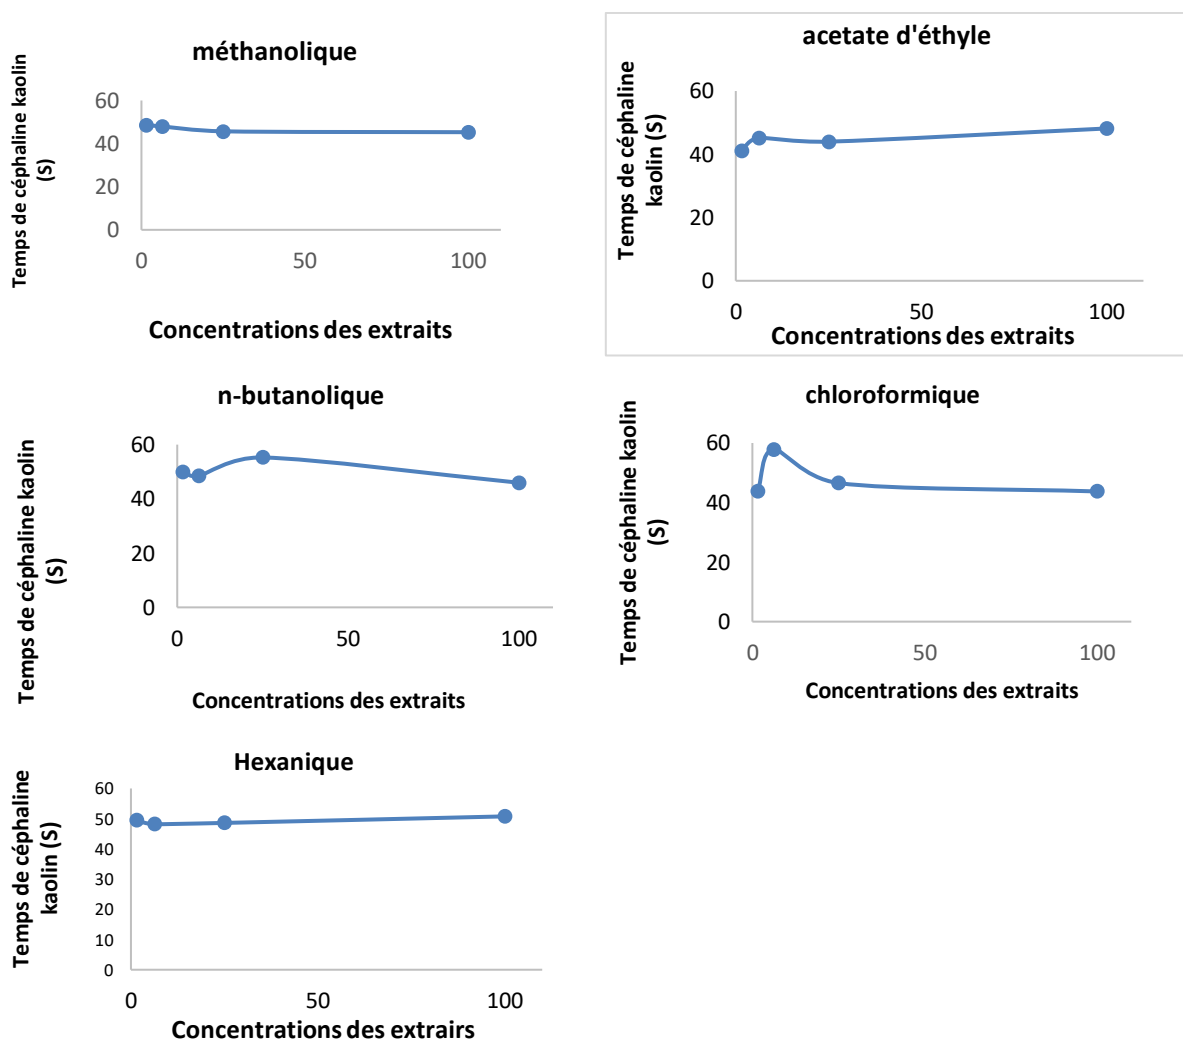 méthanolique
Temps de céphaline kaolin
(S)
60
40
20
0
0 50 100
Concentrations des extraits
acetate d'éthyle
Temps de céphaline
kaolin (S)
60
40
20
0
0 50 100
Concentrations des extraits
n-butanolique
Temps de céphaline kaolin
(S)
60
40
20
0
0 50 100
Concentrations des extraits
chloroformique
Temps de céphaline kaolin
(S)
60
40
20
0
0 50 100
Concentrations des extraits
Hexanique
Temps de céphaline
kaolin (S)
60
50
40
30
20
10
0
0 50 100
Concentrations des extrairs